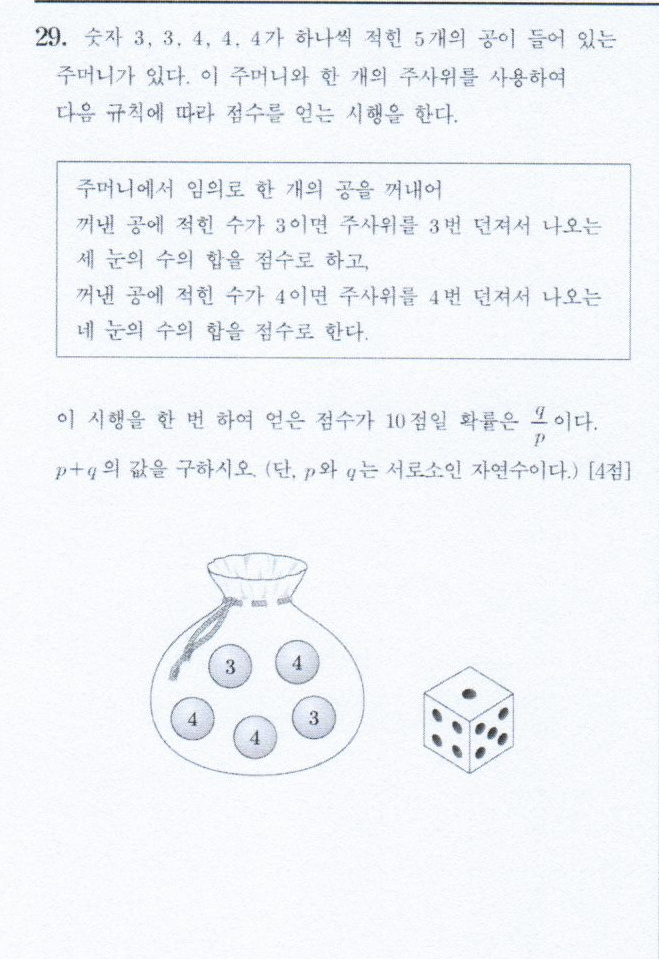 29. 숫자 3, 3, 4, 4, 4가 하나씩 적힌 5개의 공이 들어 있는
주머니가 있다. 이 주머니와 한 개의 주사위를 사용하여
다음 규칙에 따라 점수를 얻는 시행을 한다.
주머니에서 임의로 한 개의 공을 꺼내어
꺼낸 공에 적힌 수가 3이면 주사위를 3번 던져서 나오는
세 눈의 수의 합을 점수로 하고,
꺼낸 공에 적힌 수가 4이면 주사위를 4번 던져서 나오는
네 눈의 수의 합을 점수로 한다.
이 시행을 한 번 하여 얻은 점수가 10점일 확률은 q/p이다.
p+q의 값을 구하시오. (단, p와 q는 서로소인 자연수이다.) [4점]
3 4
4 4 3